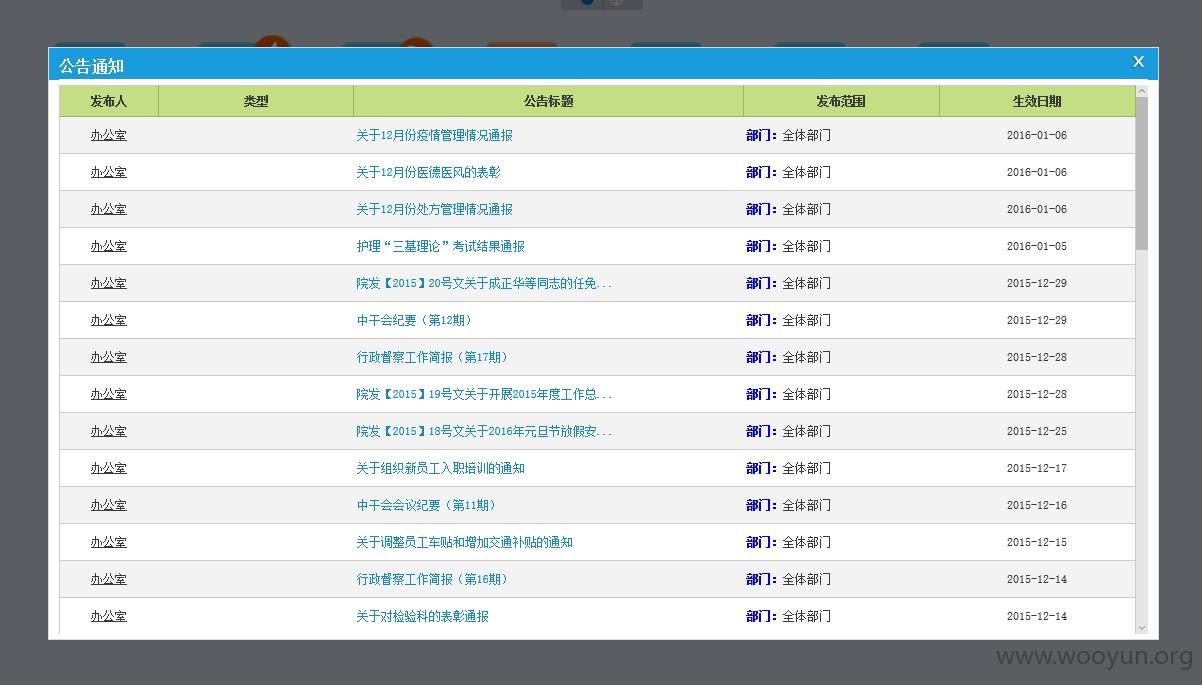 公告通知 X
发布人 类型 公告标题 发布范围 生效日期
办公室 关于12月份疫情管理情况通报 部门：全体部门 2016-01-06
办公室 关于12月份医德医风的表彰 部门：全体部门 2016-01-06
办公室 关于12月份处方管理情况通报 部门：全体部门 2016-01-06
办公室 护理“三基理论”考试结果通报 部门：全体部门 2016-01-05
办公室 院发【2015】20号文关于成正华等同志的任免... 部门：全体部门 2015-12-29
办公室 中干会纪要（第12期） 部门：全体部门 2015-12-29
办公室 行政督察工作简报（第17期） 部门：全体部门 2015-12-28
办公室 院发【2015】19号文关于开展2015年度工作总... 部门：全体部门 2015-12-28
办公室 院发【2015】18号文关于2016年元旦节放假安... 部门：全体部门 2015-12-25
办公室 关于组织新员工入职培训的通知 部门：全体部门 2015-12-17
办公室 中干会会议纪要（第11期） 部门：全体部门 2015-12-16
办公室 关于调整员工车贴和增加交通补贴的通知 部门：全体部门 2015-12-15
办公室 行政督察工作简报（第16期） 部门：全体部门 2015-12-14
办公室 关于对检验科的表彰通报 部门：全体部门 2015-12-14
www.wooyun.org